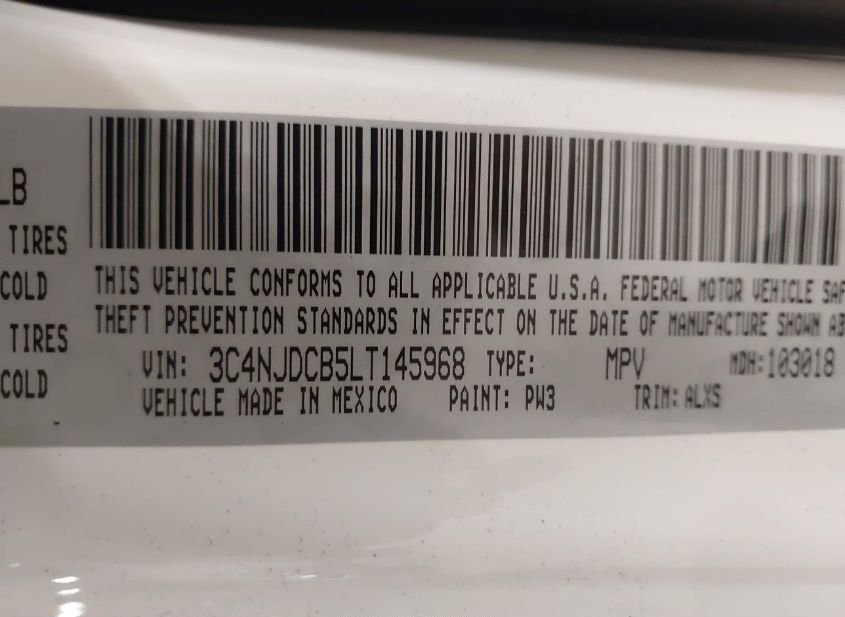 LB
TIRES
COLD
TIRES
COLD
THIS VEHICLE CONFORMS TO ALL APPLICABLE U.S.A. FEDERAL MOTOR VEHICLE SAF
THEFT PREVENTION STANDARDS IN EFFECT ON THE DATE OF MANUFACTURE SHOWN AB
VIN: 3C4NJDCB5LT145968 TYPE: MPV MDH:103018
VEHICLE MADE IN MEXICO PAINT: PW3 TRIM: ALXS